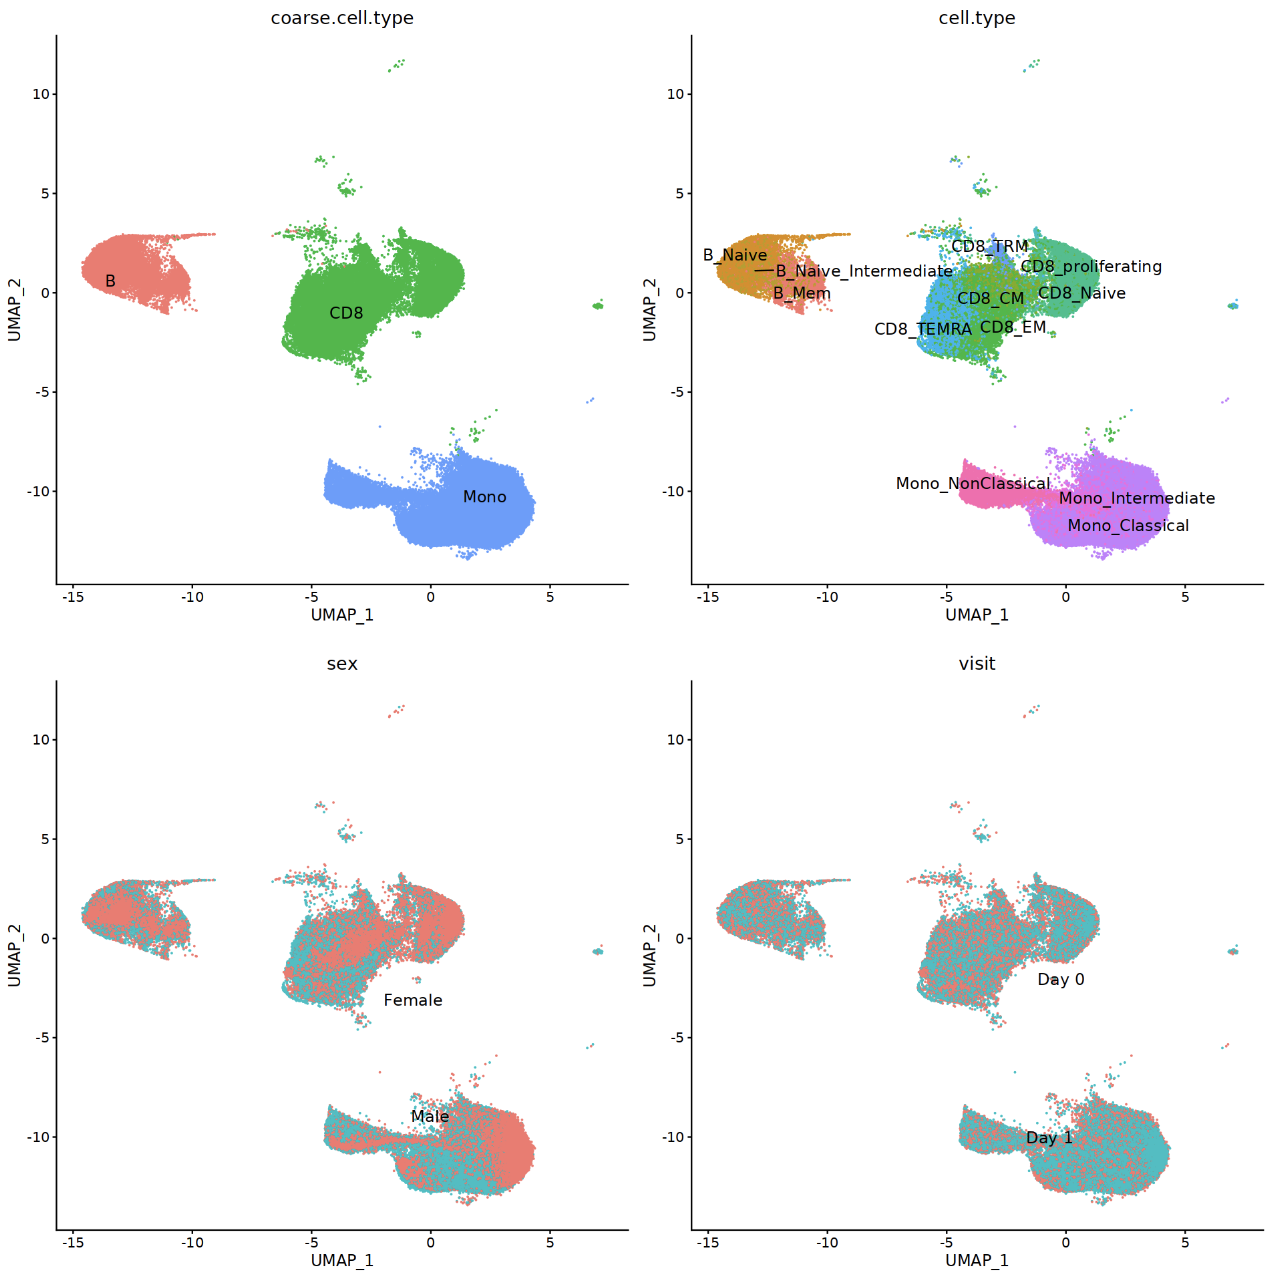 coarse.cell.type
10
5
0
-5
-10
UMAP_2
B
CD8
Mono
-15
-10
-5
0
5
UMAP_1
cell.type
10
5
0
-5
-10
UMAP_2
CD8_TRM
B_Naive
CD8_proliferating
B_Naive_Intermediate
B_Mem
CD8_CM
CD8_Naive
CD8_TEMRA
CD8_EM
Mono_NonClassical
Mono_Intermediate
Mono_Classical
-15
-10
-5
0
5
UMAP_1
sex
10
5
0
-5
-10
UMAP_2
Female
Male
-15
-10
-5
0
5
UMAP_1
visit
10
5
0
-5
-10
UMAP_2
Day 0
Day 1
-15
-10
-5
0
5
UMAP_1